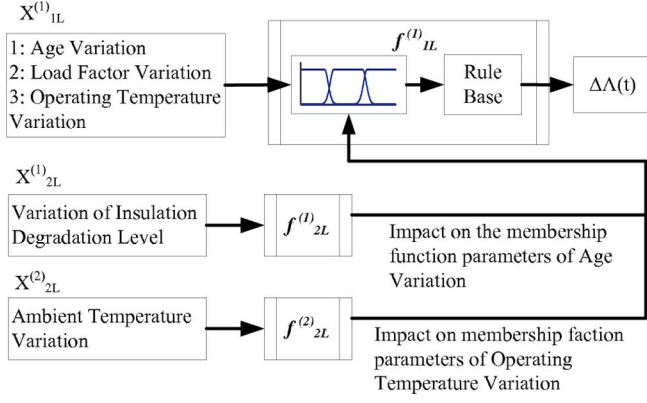 X(1)1L
1: Age Variation
2: Load Factor Variation
3: Operating Temperature
Variation
f(1)1L
Rule
Base
ΔΛ(t)
X(1)2L
Variation of Insulation
Degradation Level
f(1)2L
Impact on the membership
function parameters of Age
Variation
X(2)2L
Ambient Temperature
Variation
f(2)2L
Impact on membership faction
parameters of Operating
Temperature Variation